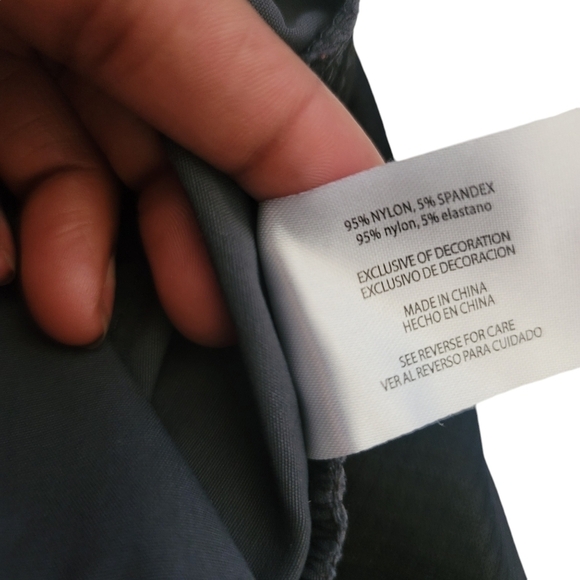 95% NYLON, 5% SPANDEX
95% nylon, 5% elastano
EXCLUSIVE OF DECORATION
EXCLUSIVO DE DECORACION
MADE IN CHINA
HECHO EN CHINA
SEE REVERSE FOR CARE
VER AL REVERSO PARA CUIDADO